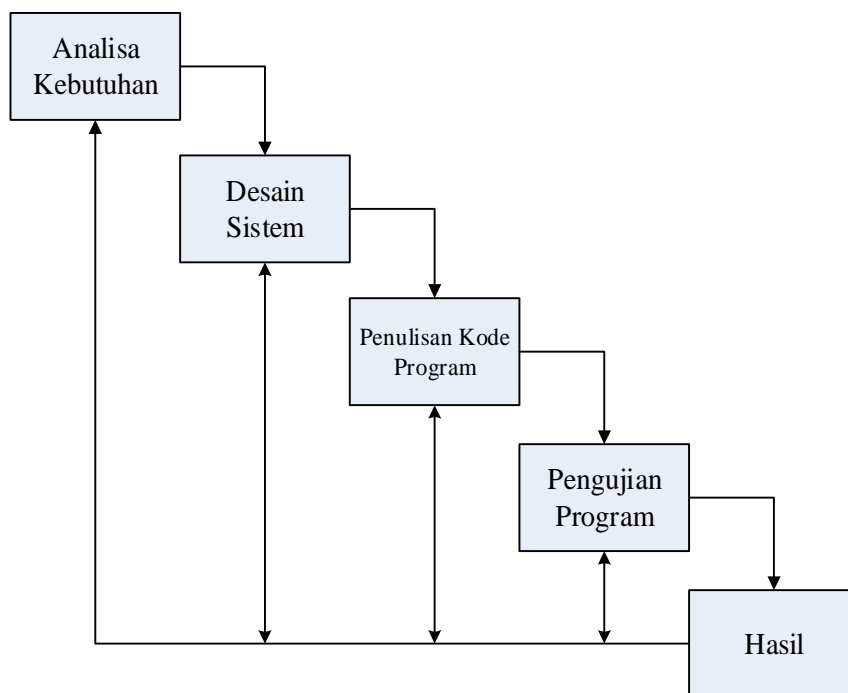 Analisa
Kebutuhan
Desain
Sistem
Penulisan Kode
Program
Pengujian
Program
Hasil